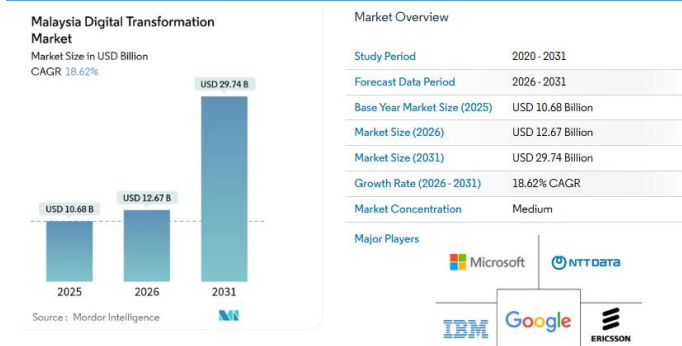 Malaysia Digital Transformation
Market
Market Size in USD Billion
CAGR 18.62%
USD 29.74 B
USD 12.67 B
USD 10.68 B
2025 2026 2031
Source : Mordor Intelligence
Market Overview
Study Period 2020 - 2031
Forecast Data Period 2026 - 2031
Base Year Market Size (2025) USD 10.68 Billion
Market Size (2026) USD 12.67 Billion
Market Size (2031) USD 29.74 Billion
Growth Rate (2026 - 2031) 18.62% CAGR
Market Concentration Medium
Major Players
Microsoft NTT DATA
IBM Google ERICSSON